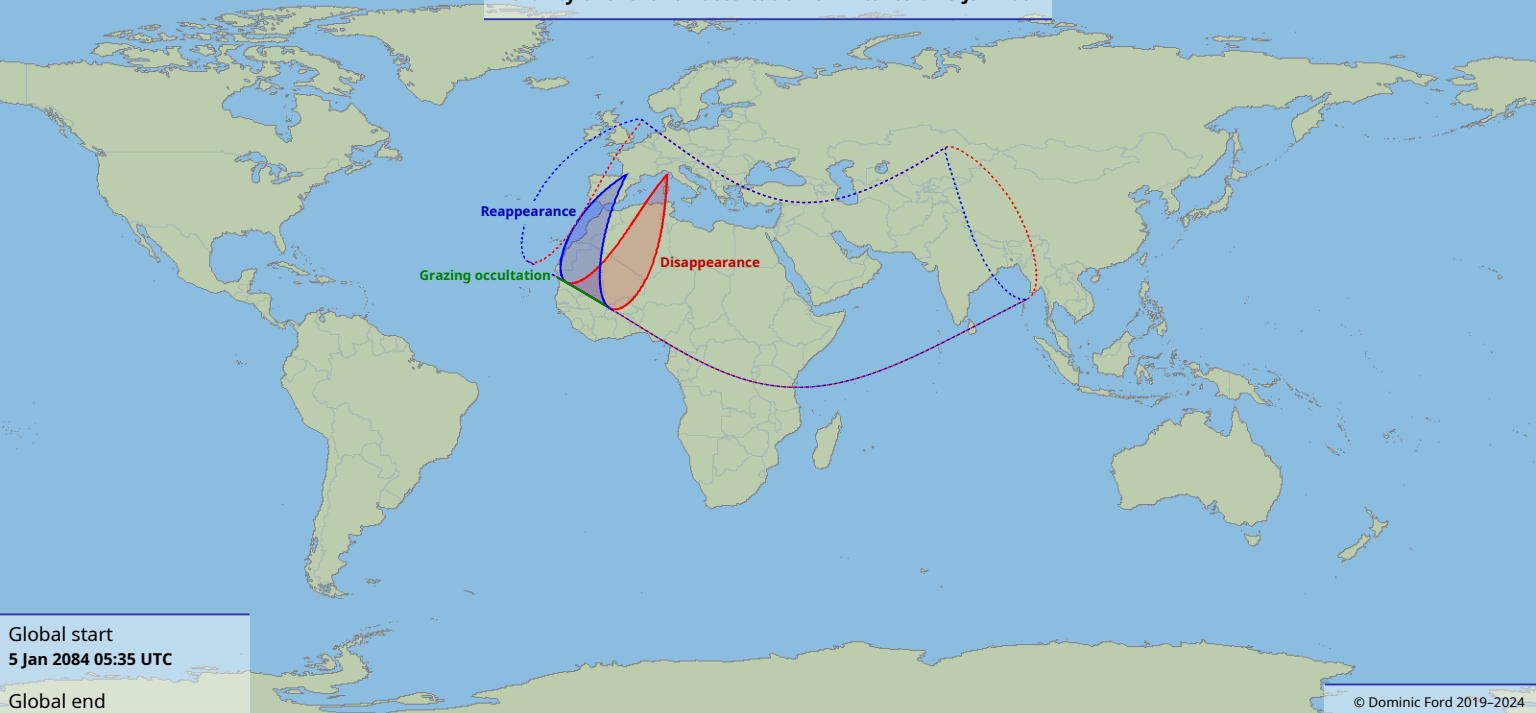 Reappearance
Disappearance
Grazing occultation
Global start
5 Jan 2084 05:35 UTC
Global end
© Dominic Ford 2019–2024